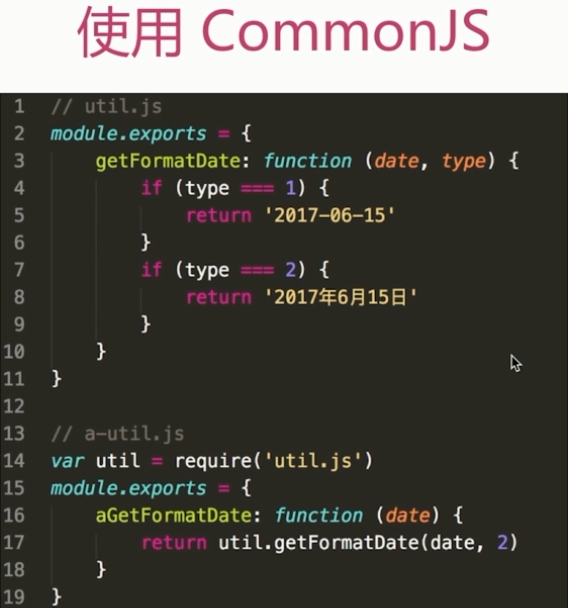 使用 CommonJS
1 // util.js
2 module.exports = {
3 getFormatDate: function (date, type) {
4 if (type === 1) {
5 return '2017-06-15'
6 }
7 if (type === 2) {
8 return '2017年6月15日'
9 }
10 }
11 }
12
13 // a-util.js
14 var util = require('util.js')
15 module.exports = {
16 aGetFormatDate: function (date) {
17 return util.getFormatDate(date, 2)
18 }
19 }